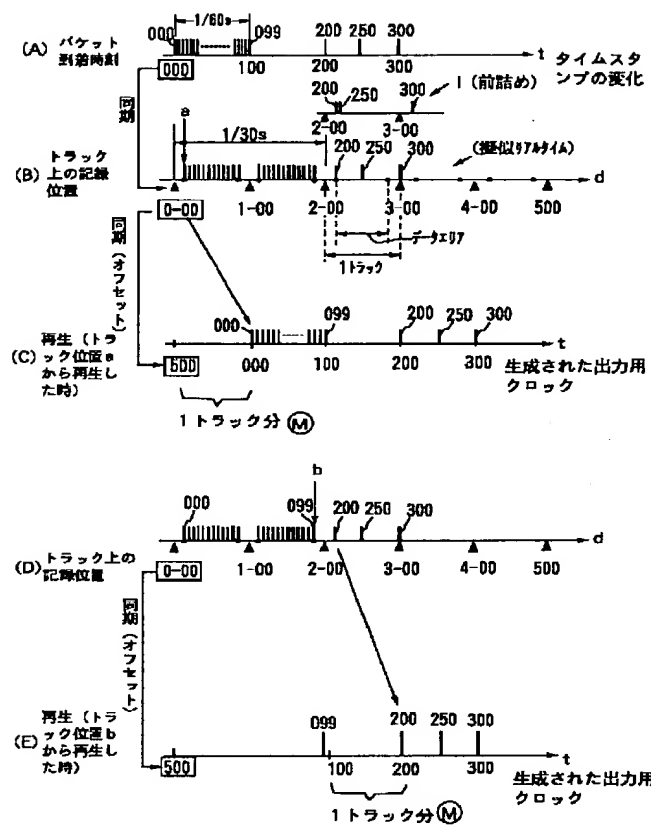 1/60s
000
099
200 250 300
(A) パケット
到着時刻
t
000
100
200
300
タイムスタ
ンプの変化
同期
a
200
250
300
I (前詰め)
2-00
3-00
1/30s
(B) トラック
上の記録
位置
200
250
300
(擬似リアルタイム)
d
0-00
1-00
2-00
3-00
4-00
500
データエリア
1トラック
同期(オフセット)
000
099
200
250
300
t
再生(トラ
ック位置a
(C) から再生し
た時)
500
000
100
200
300
生成された出力用
クロック
1トラック分 M
b
000
099
200
250
300
d
(D) トラック上の
記録位置
0-00
1-00
2-00
3-00
4-00
500
同期(オフセット)
再生(トラ
ック位置b
(E) から再生し
た時)
099
200
250
300
t
500
100
200
300
生成された出力用
クロック
1トラック分 M